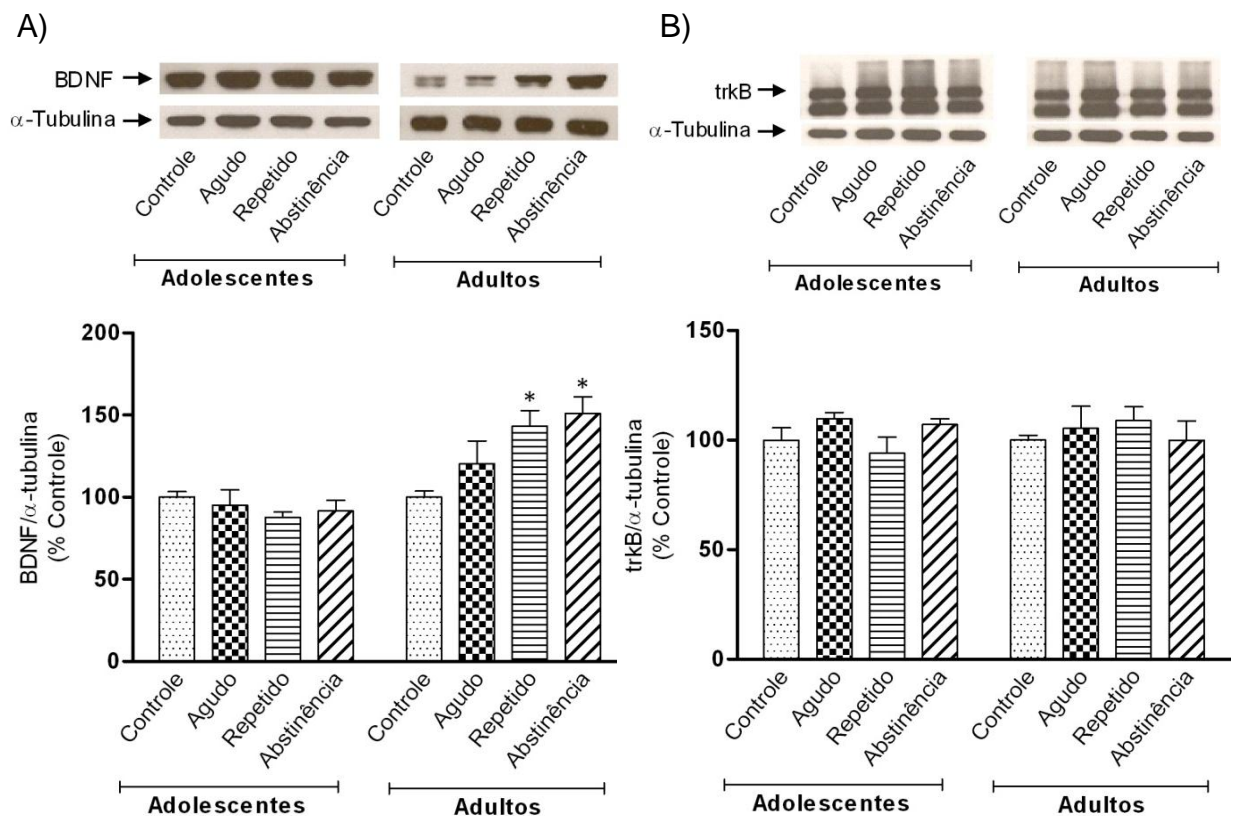 A)
BDNF
α-Tubulina
Controle
Agudo
Repetido
Abstinência
Controle
Agudo
Repetido
Abstinência
Adolescentes
Adultos
BDNF/α-tubulina
(% Controle)
200
150
100
50
0
*
*
Controle
Agudo
Repetido
Abstinência
Controle
Agudo
Repetido
Abstinência
Adolescentes
Adultos
B)
trkB
α-Tubulina
Controle
Agudo
Repetido
Abstinência
Controle
Agudo
Repetido
Abstinência
Adolescentes
Adultos
trkB/α-tubulina
(% Controle)
150
100
50
0
Controle
Agudo
Repetido
Abstinência
Controle
Agudo
Repetido
Abstinência
Adolescentes
Adultos